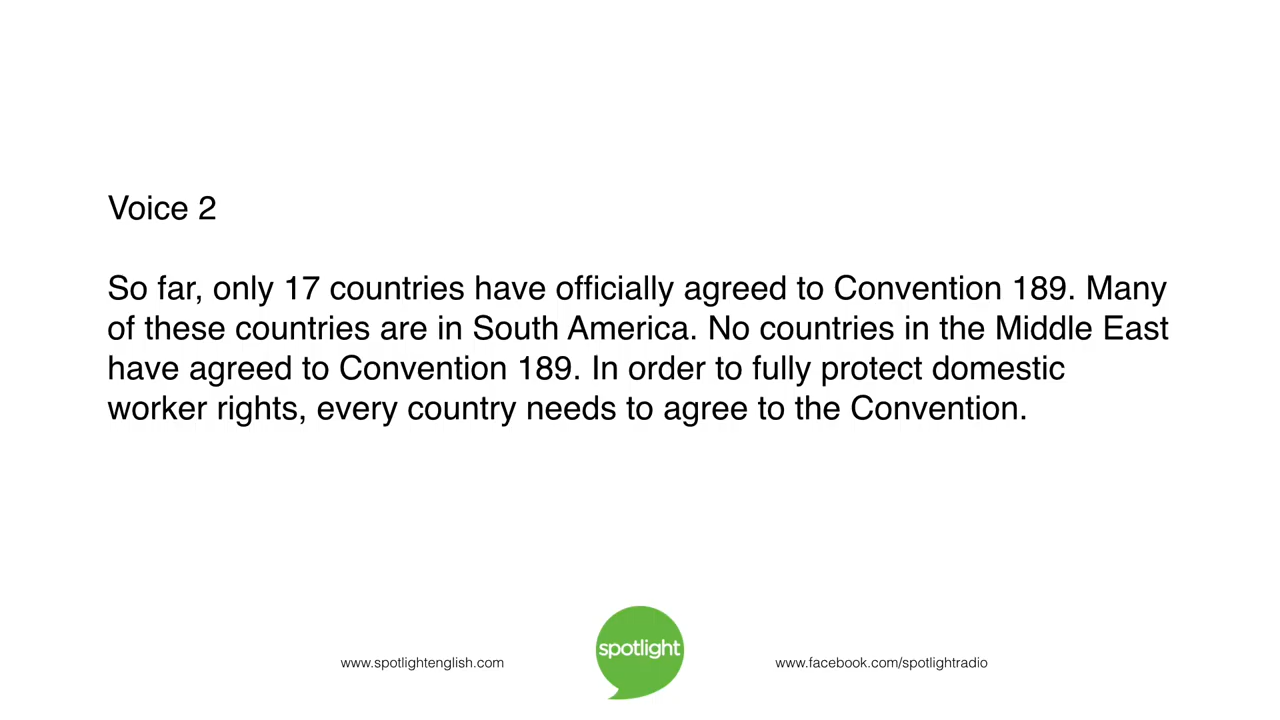 Voice 2
So far, only 17 countries have officially agreed to Convention 189. Many
of these countries are in South America. No countries in the Middle East
have agreed to Convention 189. In order to fully protect domestic
worker rights, every country needs to agree to the Convention.
www.spotlightenglish.com
spotlight
www.facebook.com/spotlightradio